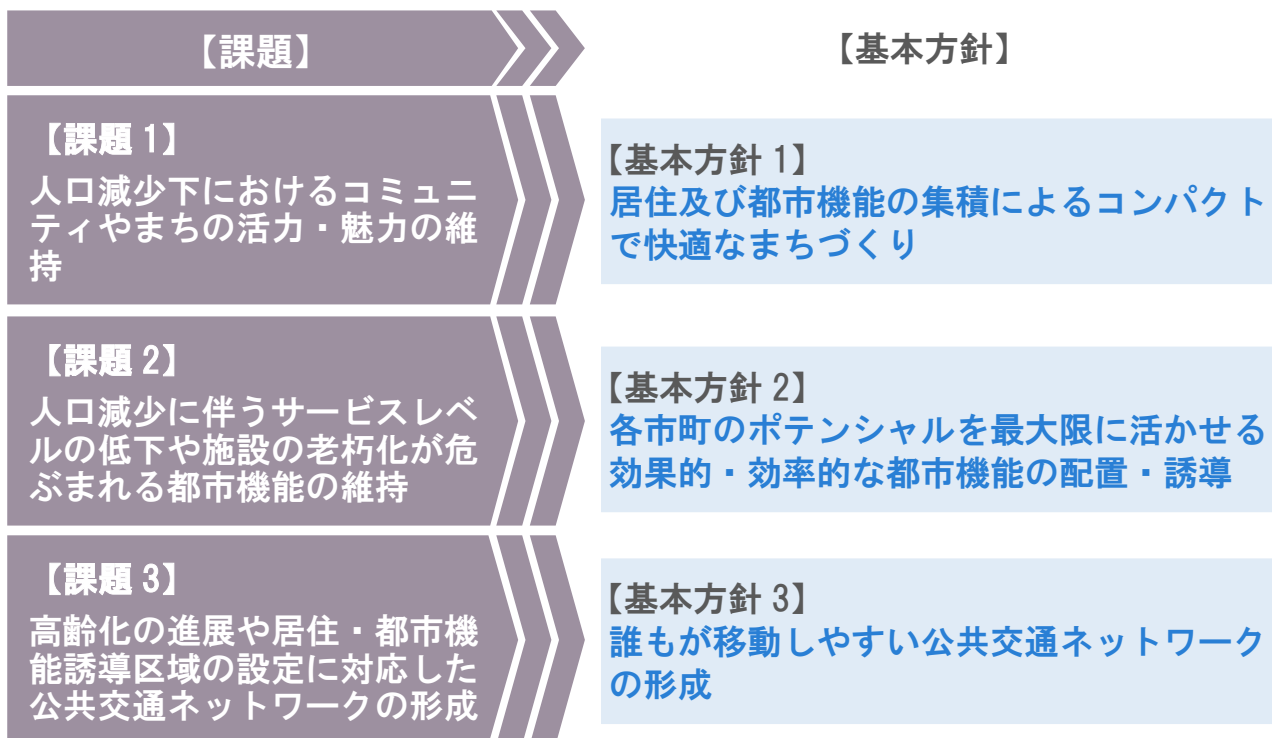 【課題】
【基本方針】
【課題1】
人口減少下におけるコミュニ
ティやまちの活力・魅力の維
持
【基本方針1】
居住及び都市機能の集積によるコンパクト
で快適なまちづくり
【課題2】
人口減少に伴うサービスレベ
ルの低下や施設の老朽化が危
ぶまれる都市機能の維持
【基本方針2】
各市町のポテンシャルを最大限に活かせる
効果的・効率的な都市機能の配置・誘導
【課題3】
高齢化の進展や居住・都市機
能誘導区域の設定に対応した
公共交通ネットワークの形成
【基本方針3】
誰もが移動しやすい公共交通ネットワーク
の形成